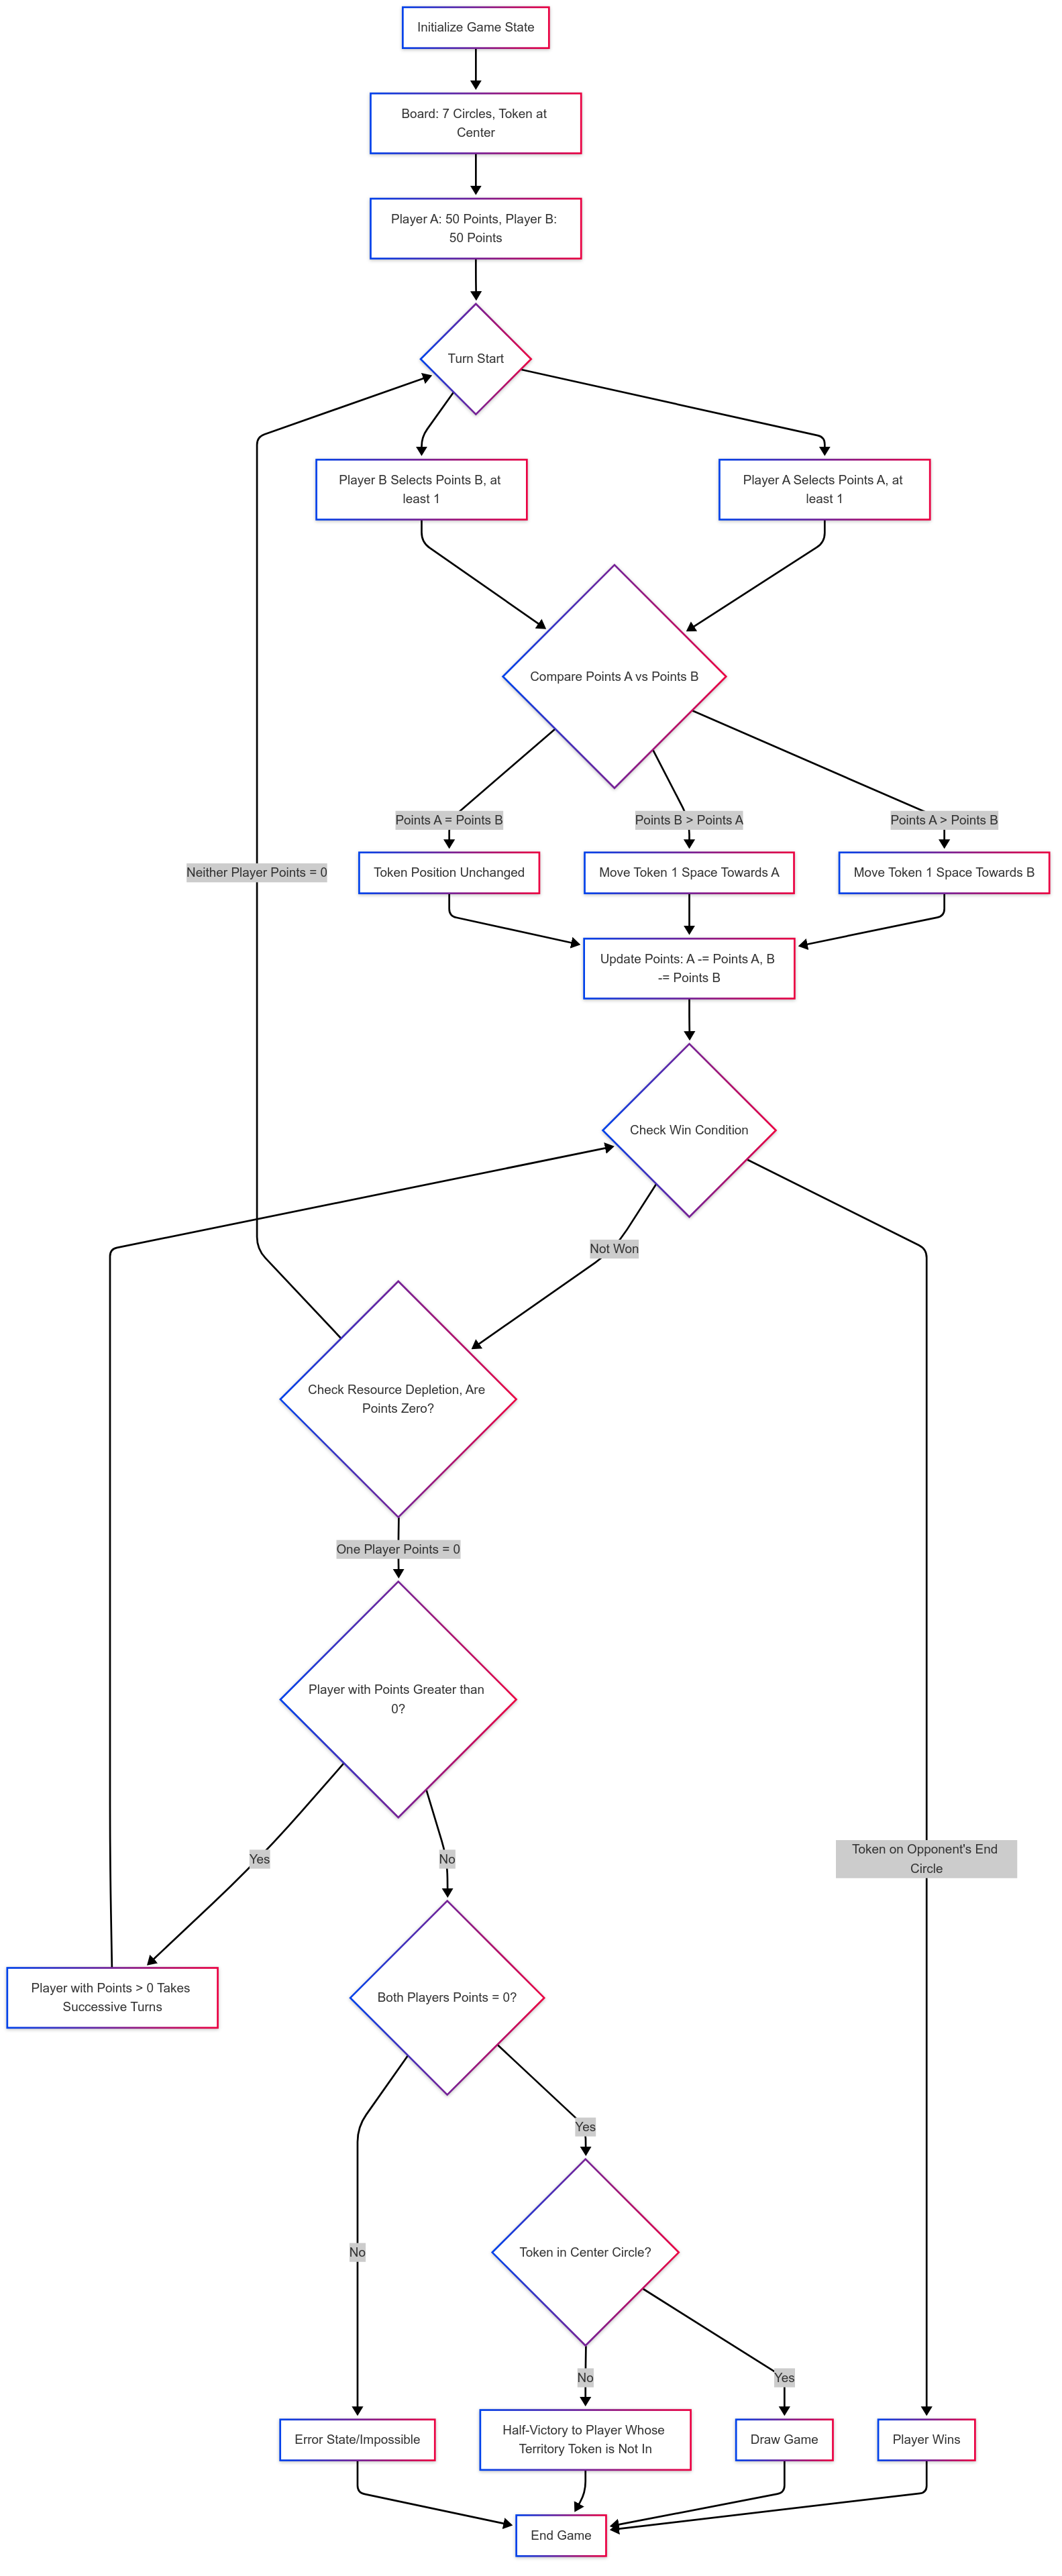 Initialize Game State
Board: 7 Circles, Token at
Center
Player A: 50 Points, Player B:
50 Points
Turn Start
Player B Selects Points B, at
least 1
Player A Selects Points A, at
least 1
Compare Points A vs Points B
Points A = Points B
Points B > Points A
Points A > Points B
Neither Player Points = 0
Token Position Unchanged
Move Token 1 Space Towards A
Move Token 1 Space Towards B
Update Points: A -= Points A, B
-= Points B
Check Win Condition
Not Won
Check Resource Depletion, Are
Points Zero?
One Player Points = 0
Player with Points Greater than
0?
Yes
No
Token on Opponent's End
Circle
Player with Points > 0 Takes
Successive Turns
Both Players Points = 0?
Yes
No
Token in Center Circle?
No
Yes
Error State/Impossible
Half-Victory to Player Whose
Territory Token is Not In
Draw Game
Player Wins
End Game